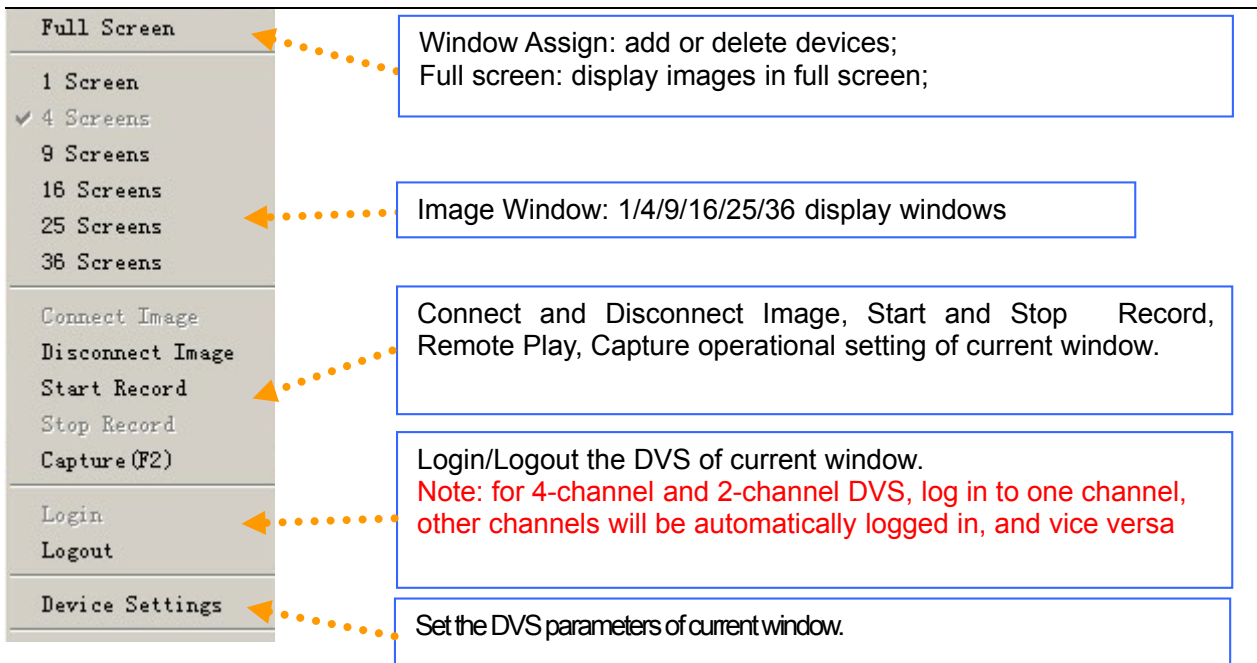 Full Screen
1 Screen
4 Screens
9 Screens
16 Screens
25 Screens
36 Screens
Connect Image
Disconnect Image
Start Record
Stop Record
Capture(F2)
Login
Logout
Device Settings
Window Assign: add or delete devices;
Full screen: display images in full screen;
Image Window: 1/4/9/16/25/36 display windows
Connect and Disconnect Image, Start and Stop Record,
Remote Play, Capture operational setting of current window.
Login/Logout the DVS of current window.
Note: for 4-channel and 2-channel DVS, log in to one channel,
other channels will be automatically logged in, and vice versa
Set the DVS parameters of current window.